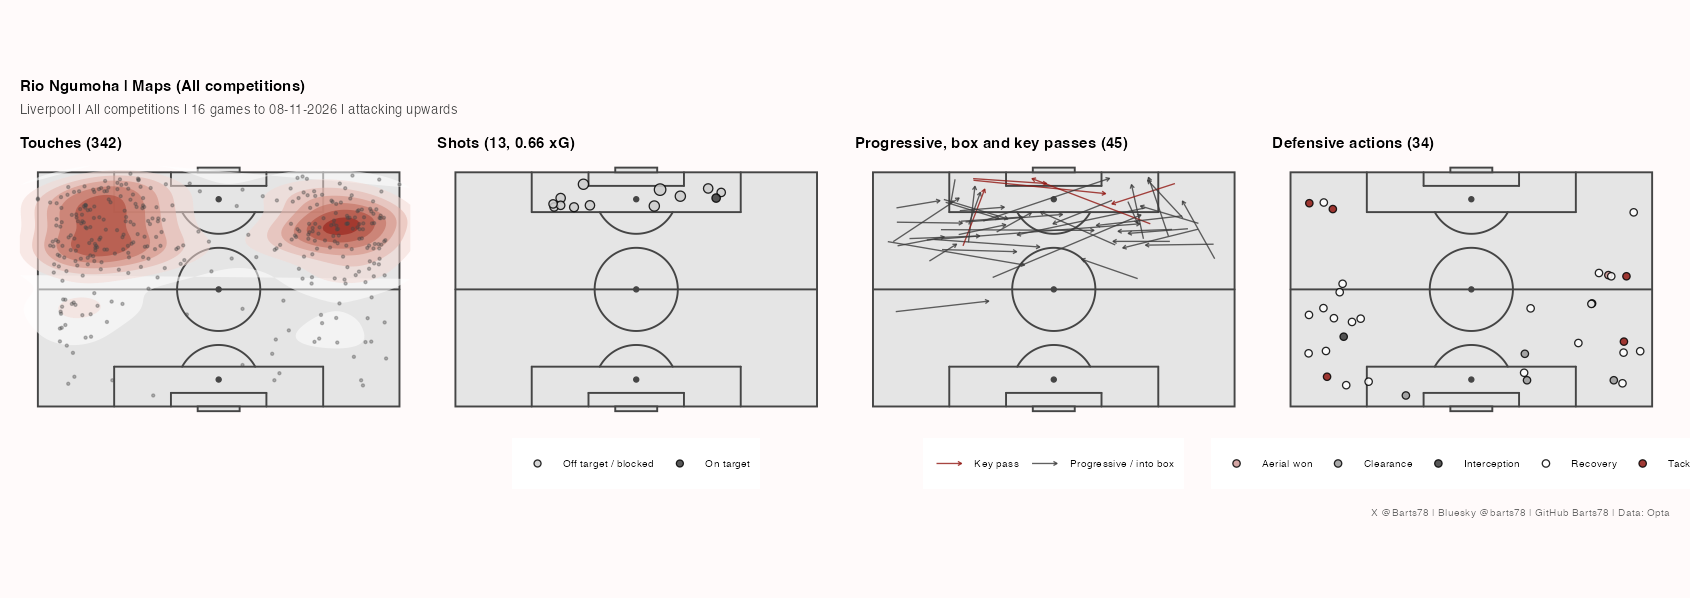 Rio Ngumoha | Maps (All competitions)
Liverpool | All competitions | 16 games to 08-11-2026 | attacking upwards
Touches (342)
Shots (13, 0.66 xG)
Progressive, box and key passes (45)
Defensive actions (34)
Off target / blocked
On target
Key pass
Progressive / into box
Aerial won
Clearance
Interception
Recovery
Tack
X @Barts78 | Bluesky @barts78 | GitHub Barts78 | Data: Opta